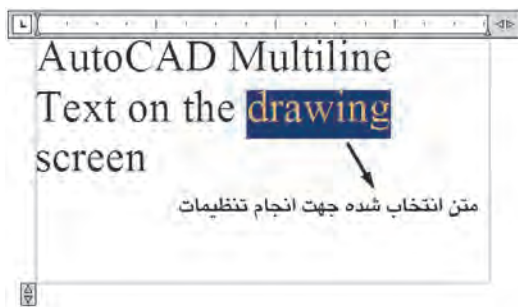 AutoCAD Multiline
Text on the drawing
screen
متن انتخاب شده جهت انجام تنظیمات